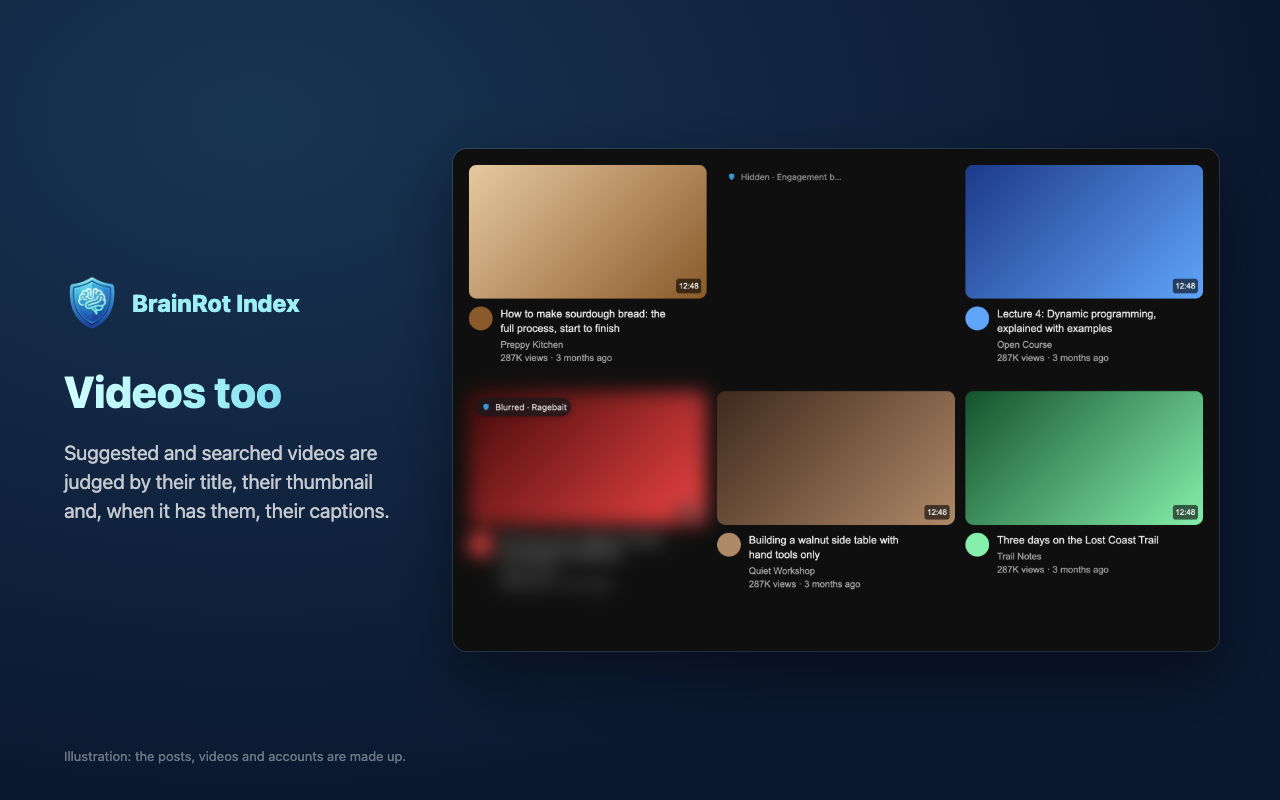 BrainRot Index
Videos too
Suggested and searched videos are
judged by their title, their thumbnail
and, when it has them, their captions.
12:48
How to make sourdough bread: the
full process, start to finish
Preppy Kitchen
287K views · 3 months ago
Hidden · Engagement b...
12:48
Lecture 4: Dynamic programming,
explained with examples
Open Course
287K views · 3 months ago
Blurred · Ragebait
12:48
Building a walnut side table with
hand tools only
Quiet Workshop
287K views · 3 months ago
12:48
Three days on the Lost Coast Trail
Trail Notes
287K views · 3 months ago
Illustration: the posts, videos and accounts are made up.